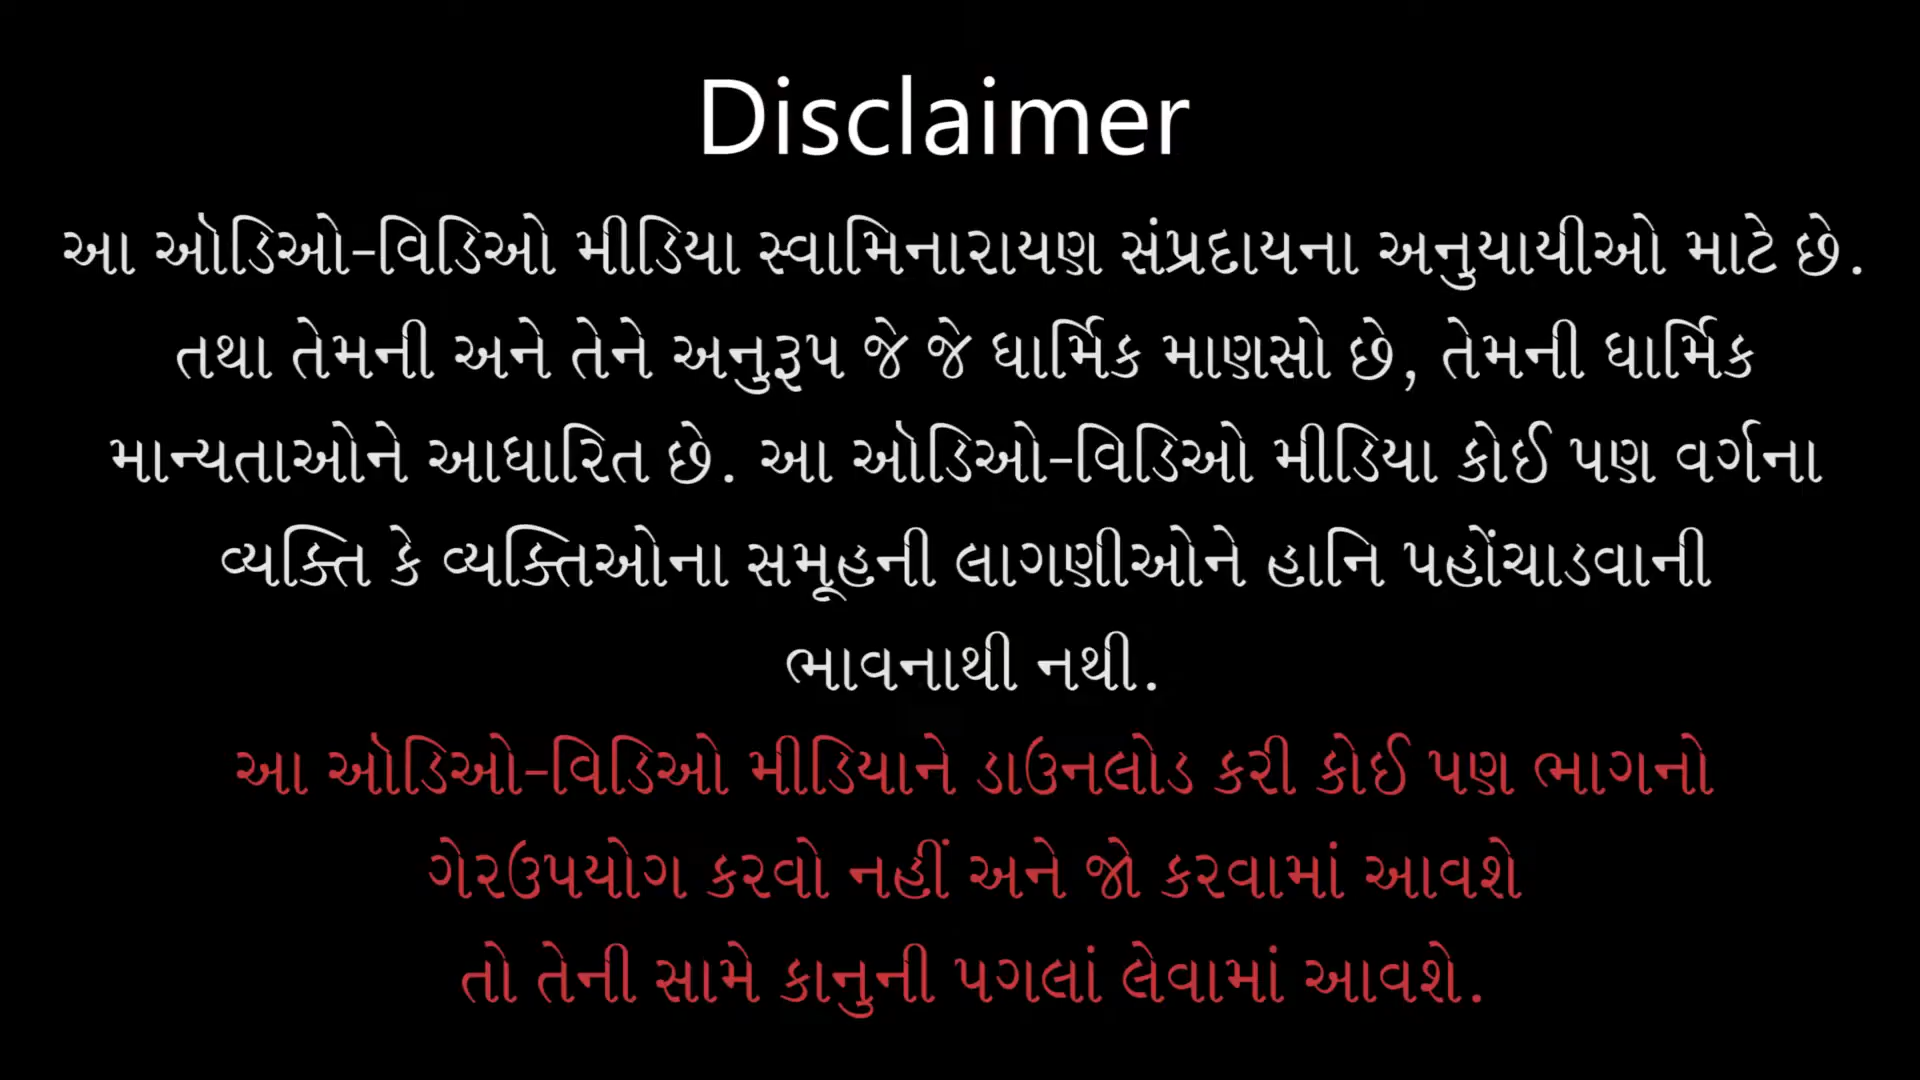 Disclaimer
આ ઑડિઓ-વિડિઓ મીડિયા સ્વામિનારાયણ સંપ્રદાયના અનુયાયીઓ માટે છે.
તથા તેમની અને તેને અનુરૂપ જે જે ધાર્મિક માણસો છે, તેમની ધાર્મિક
માન્યતાઓને આધારિત છે. આ ઑડિઓ-વિડિઓ મીડિયા કોઈ પણ વર્ગના
વ્યક્તિ કે વ્યક્તિઓના સમૂહની લાગણીઓને હાનિ પહોંચાડવાની
ભાવનાથી નથી.
આ ઑડિઓ-વિડિઓ મીડિયાને ડાઉનલોડ કરી કોઈ પણ ભાગનો
ગેરઉપયોગ કરવો નહીં અને જો કરવામાં આવશે
તો તેની સામે કાનુની પગલાં લેવામાં આવશે.